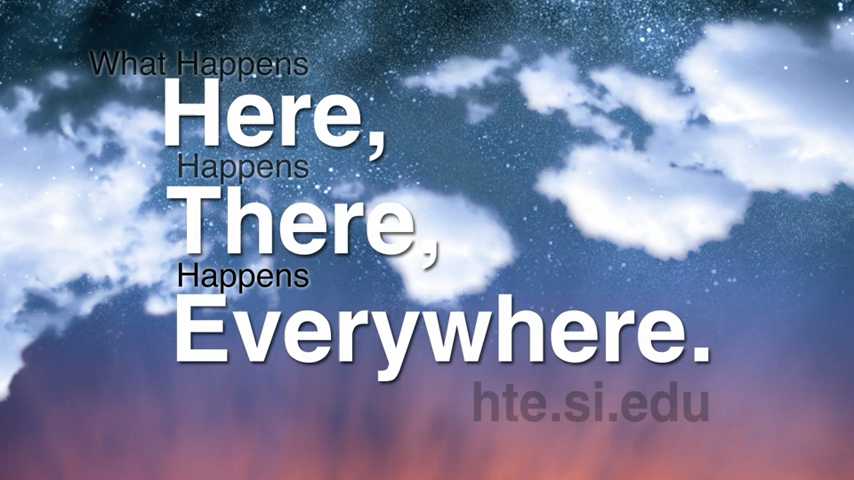 What Happens
Here,
Happens
There,
Happens
Everywhere.
hte.si.edu